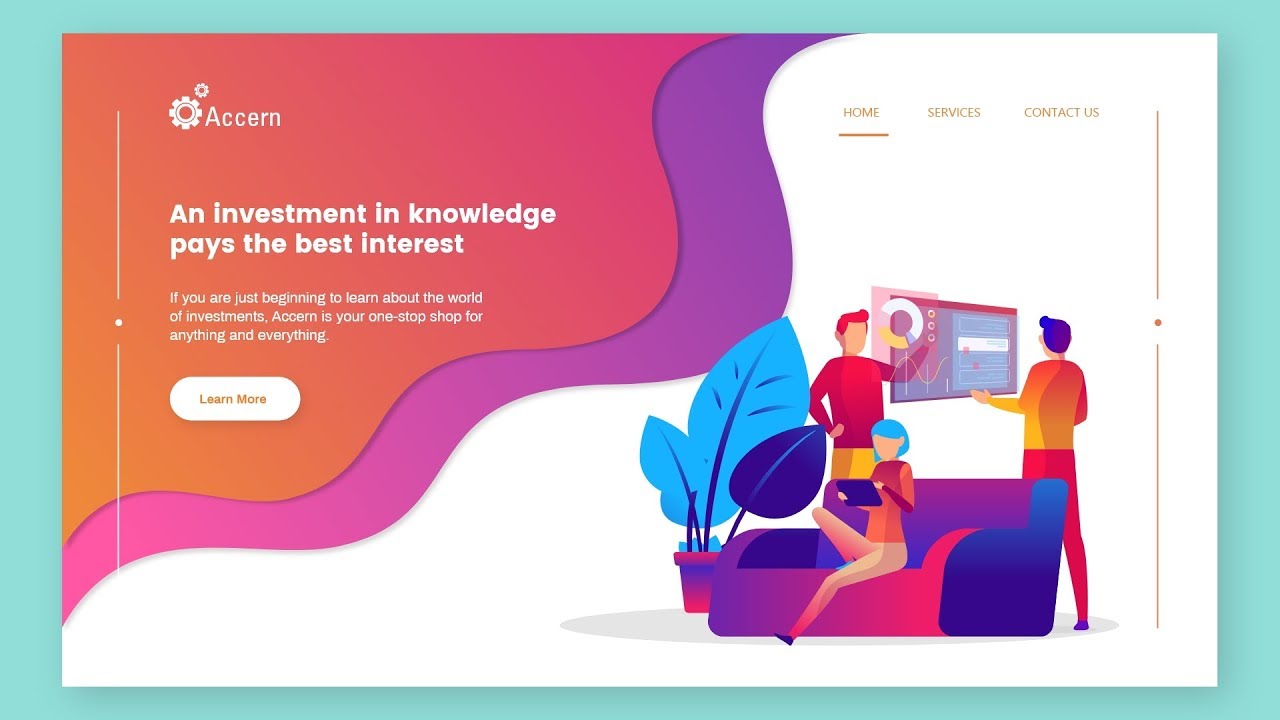 Accern
HOME
SERVICES
CONTACT US
An investment in knowledge
pays the best interest
If you are just beginning to learn about the world
of investments, Accern is your one-stop shop for
anything and everything.
Learn More